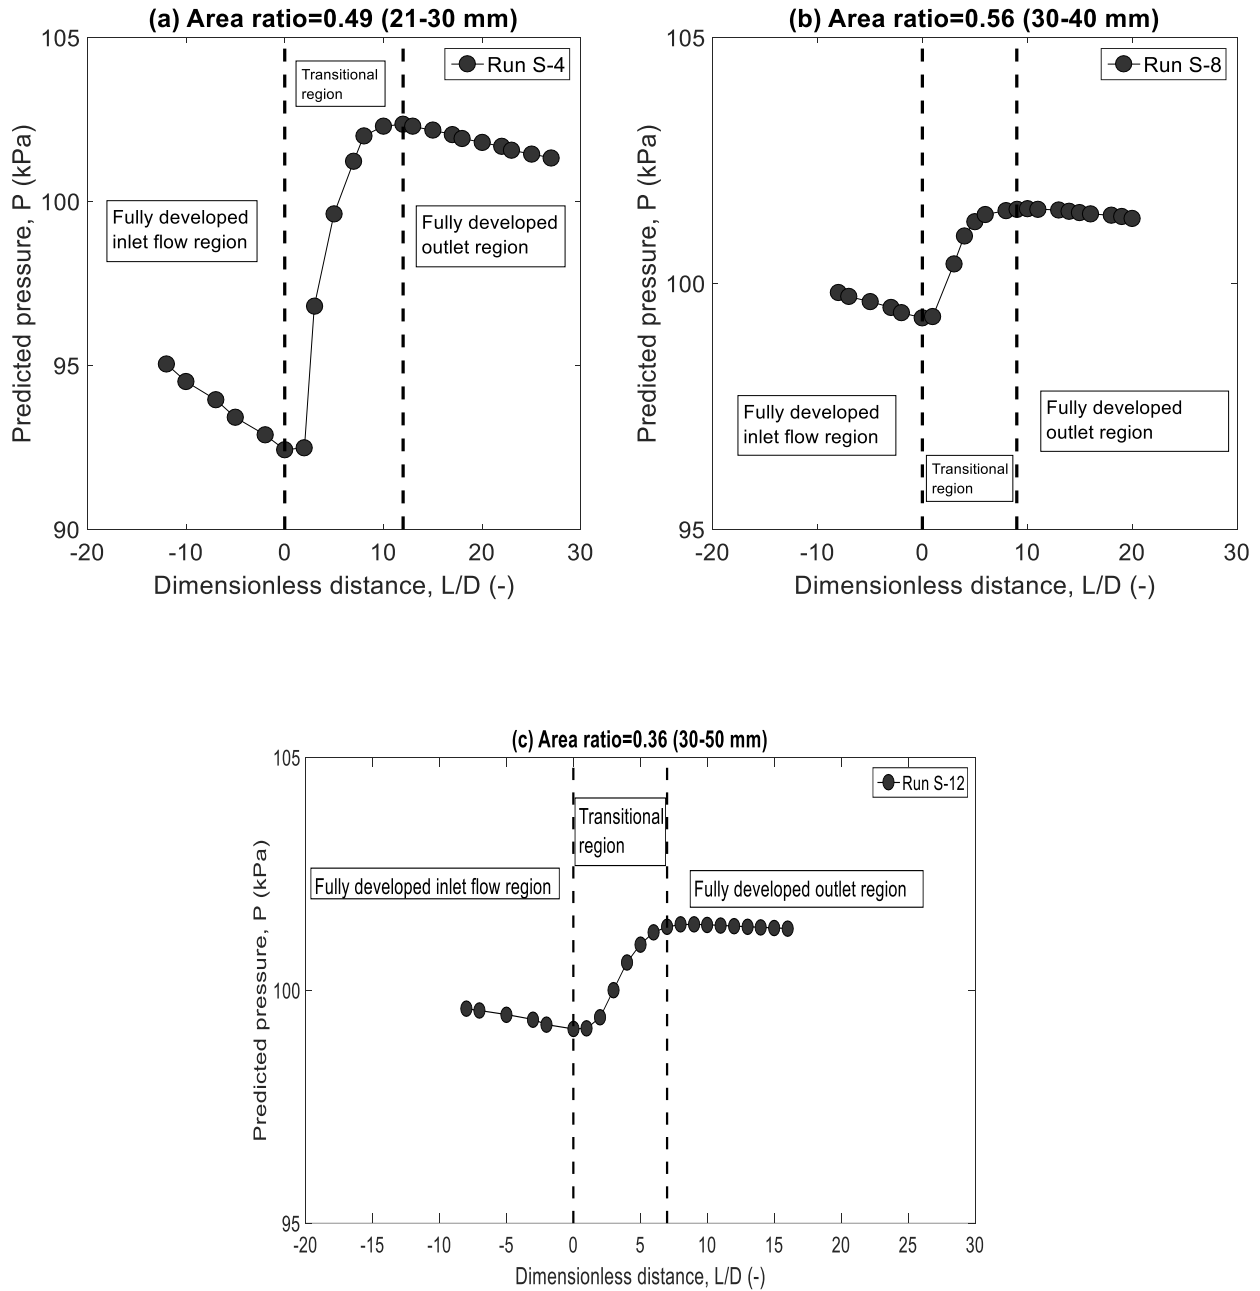 (a) Area ratio=0.49 (21-30 mm)
105
100
95
90
Predicted pressure, P (kPa)
Run S-4
Transitional
region
Fully developed
inlet flow region
Fully developed
outlet region
-20 -10 0 10 20 30
Dimensionless distance, L/D (-)
(b) Area ratio=0.56 (30-40 mm)
105
100
95
Predicted pressure, P (kPa)
Run S-8
Fully developed
inlet flow region
Transitional
region
Fully developed
outlet region
-20 -10 0 10 20 30
Dimensionless distance, L/D (-)
(c) Area ratio=0.36 (30-50 mm)
105
100
95
Predicted pressure, P (kPa)
Run S-12
Transitional
region
Fully developed inlet flow region
Fully developed outlet region
-20 -15 -10 -5 0 5 10 15 20 25 30
Dimensionless distance, L/D (-)